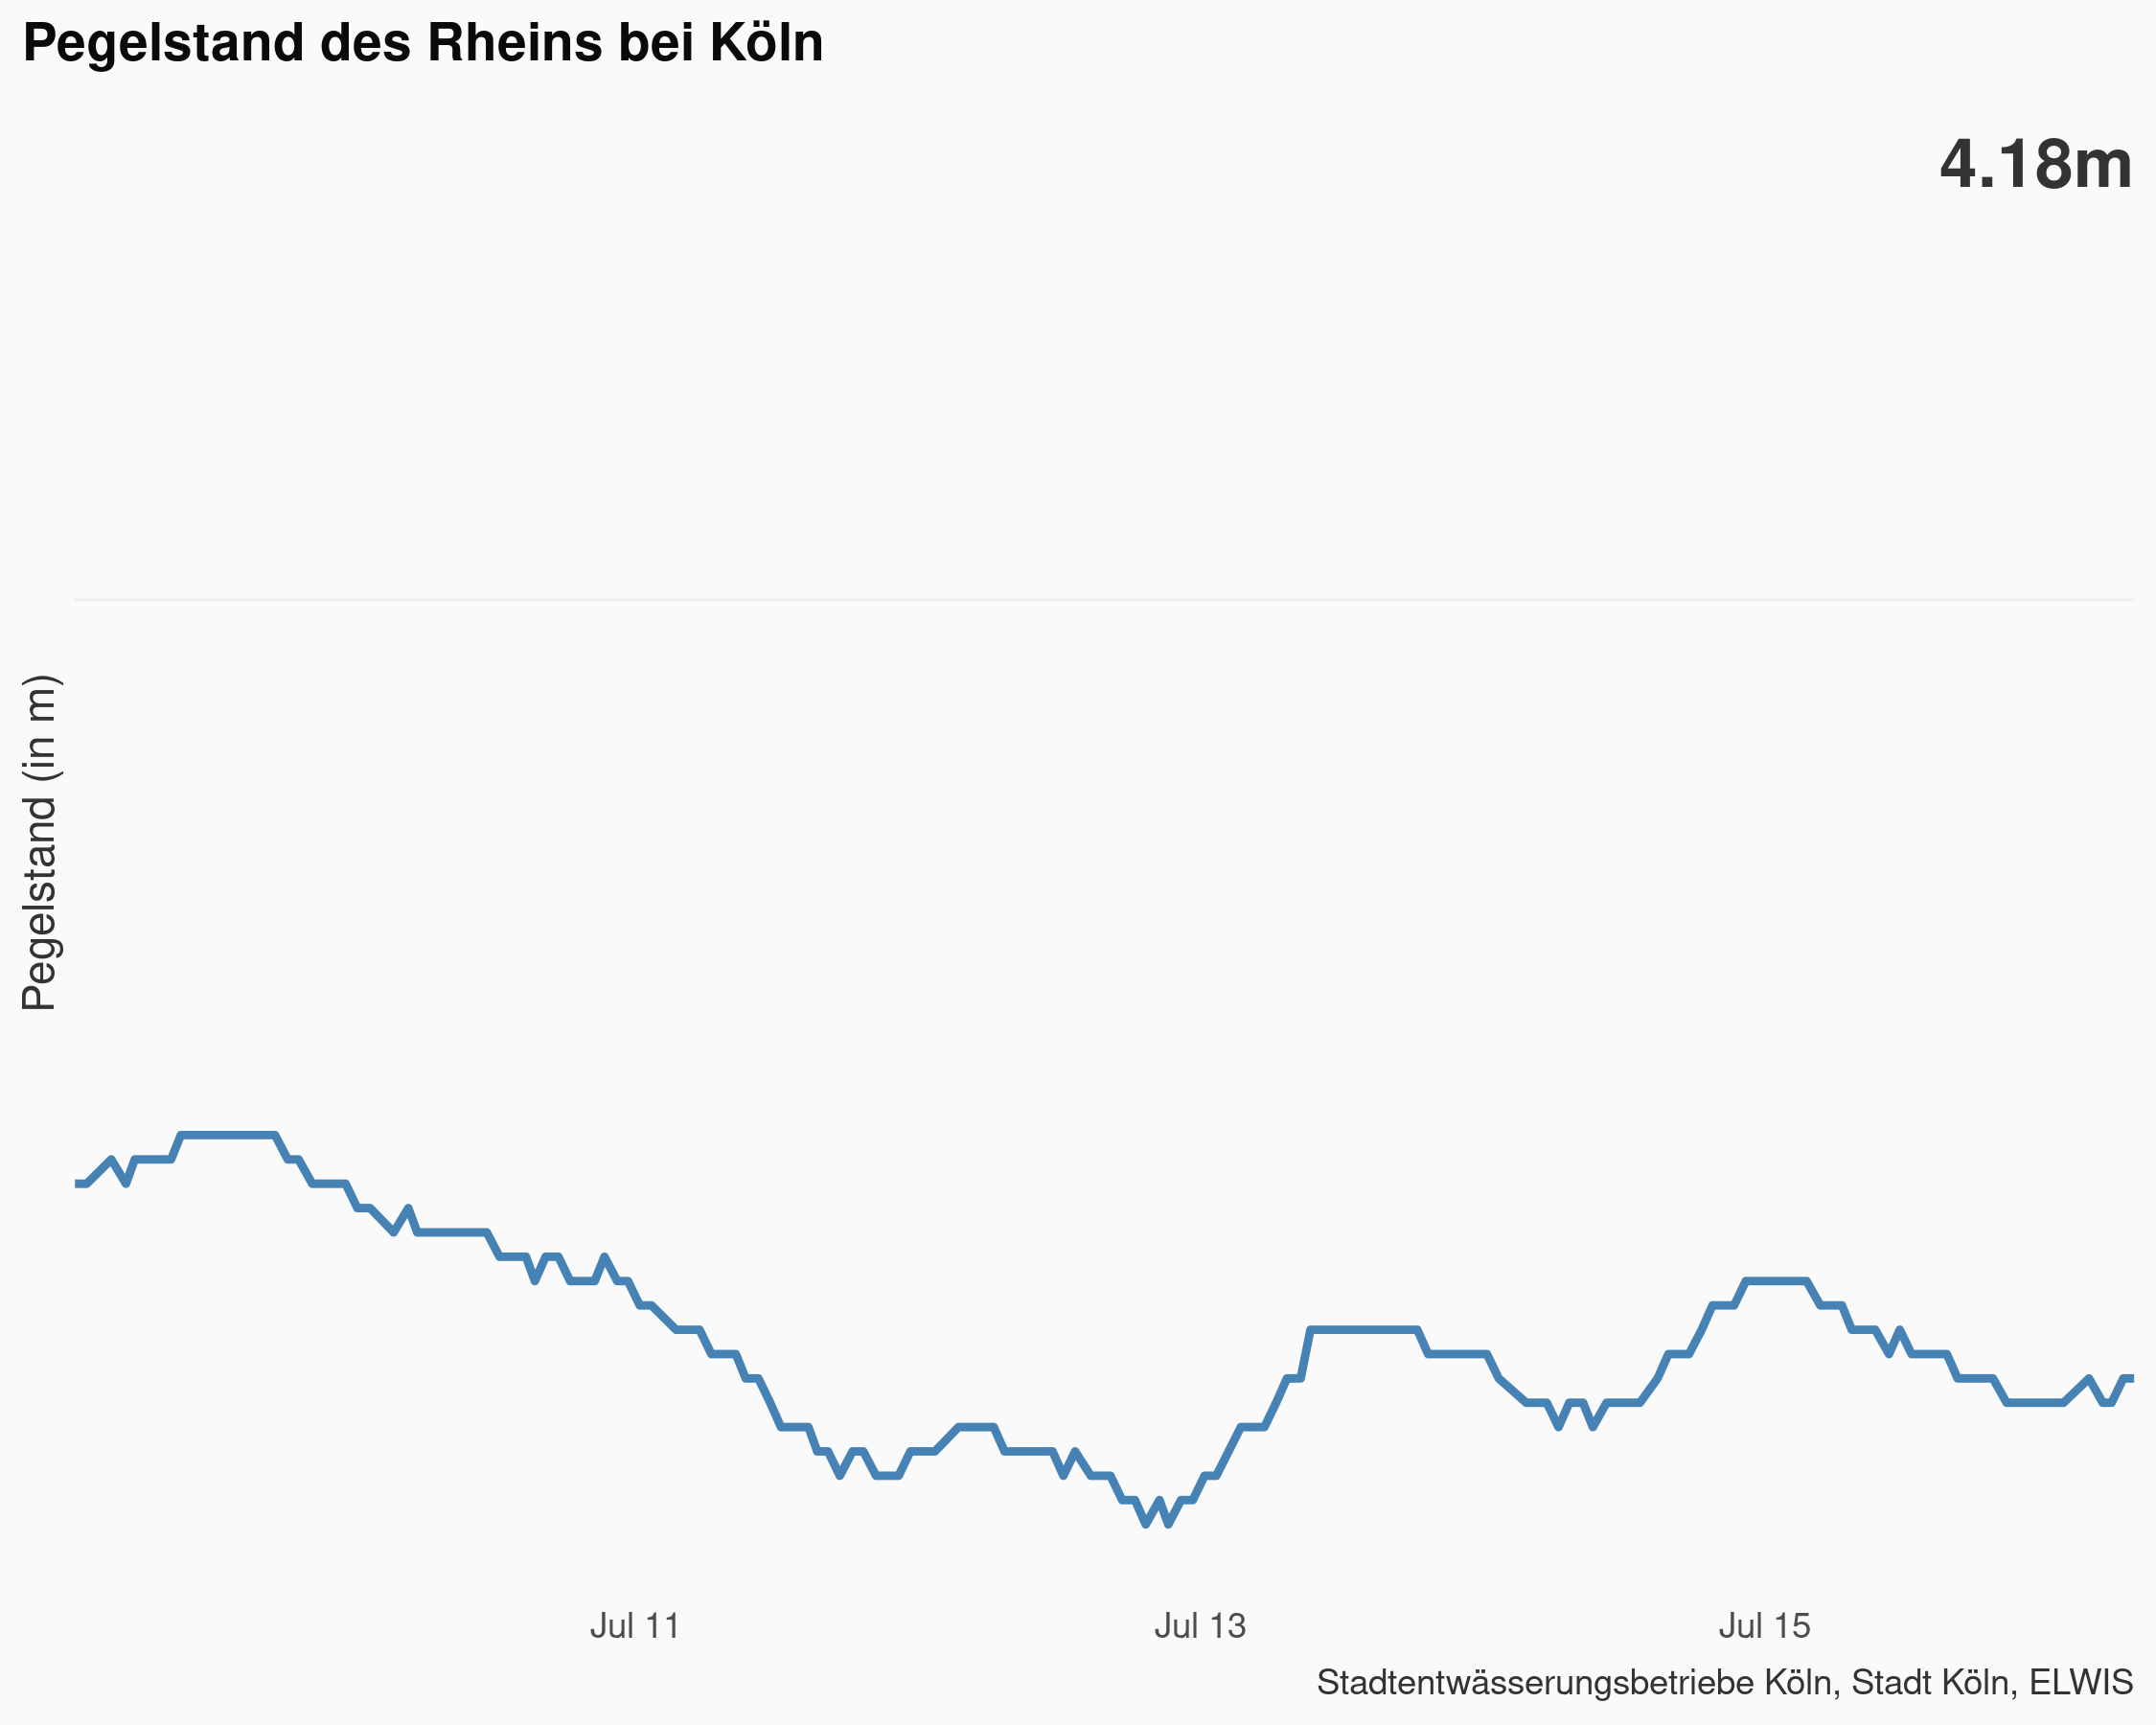 Pegelstand des Rheins bei Köln
4.18m
Pegelstand (in m)
Jul 11
Jul 13
Jul 15
Stadtentwässerungsbetriebe Köln, Stadt Köln, ELWIS